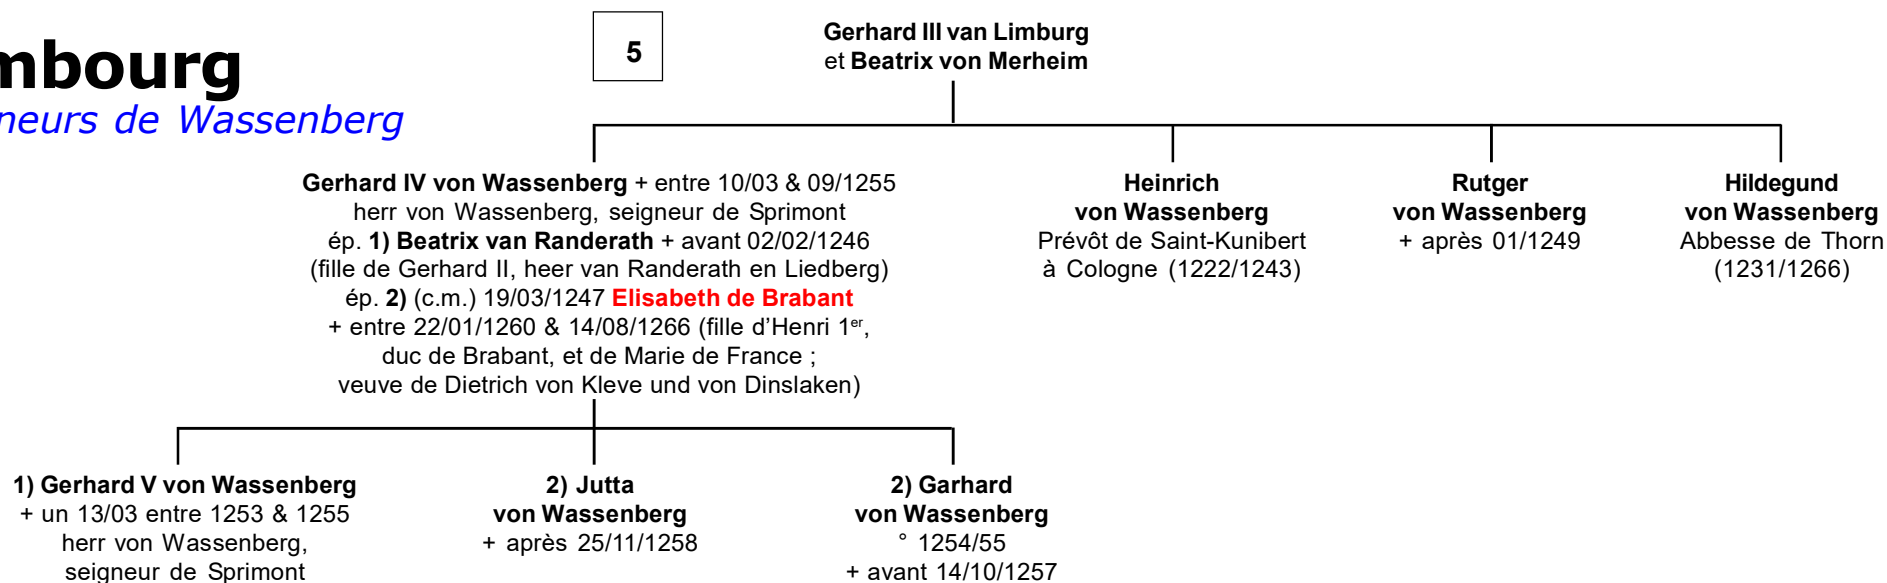 mbourg
neurs de Wassenberg
5
Gerhard III van Limburg
et Beatrix von Merheim
Gerhard IV von Wassenberg + entre 10/03 & 09/1255
herr von Wassenberg, seigneur de Sprimont
ép. 1) Beatrix van Randerath + avant 02/02/1246
(fille de Gerhard II, heer van Randerath en Liedberg)
ép. 2) (c.m.) 19/03/1247 Elisabeth de Brabant
+ entre 22/01/1260 & 14/08/1266 (fille d’Henri 1er,
duc de Brabant, et de Marie de France ;
veuve de Dietrich von Kleve und von Dinslaken)
Heinrich
von Wassenberg
Prévôt de Saint-Kunibert
à Cologne (1222/1243)
Rutger
von Wassenberg
+ après 01/1249
Hildegund
von Wassenberg
Abbesse de Thorn
(1231/1266)
1) Gerhard V von Wassenberg
+ un 13/03 entre 1253 & 1255
herr von Wassenberg,
seigneur de Sprimont
2) Jutta
von Wassenberg
+ après 25/11/1258
2) Garhard
von Wassenberg
° 1254/55
+ avant 14/10/1257